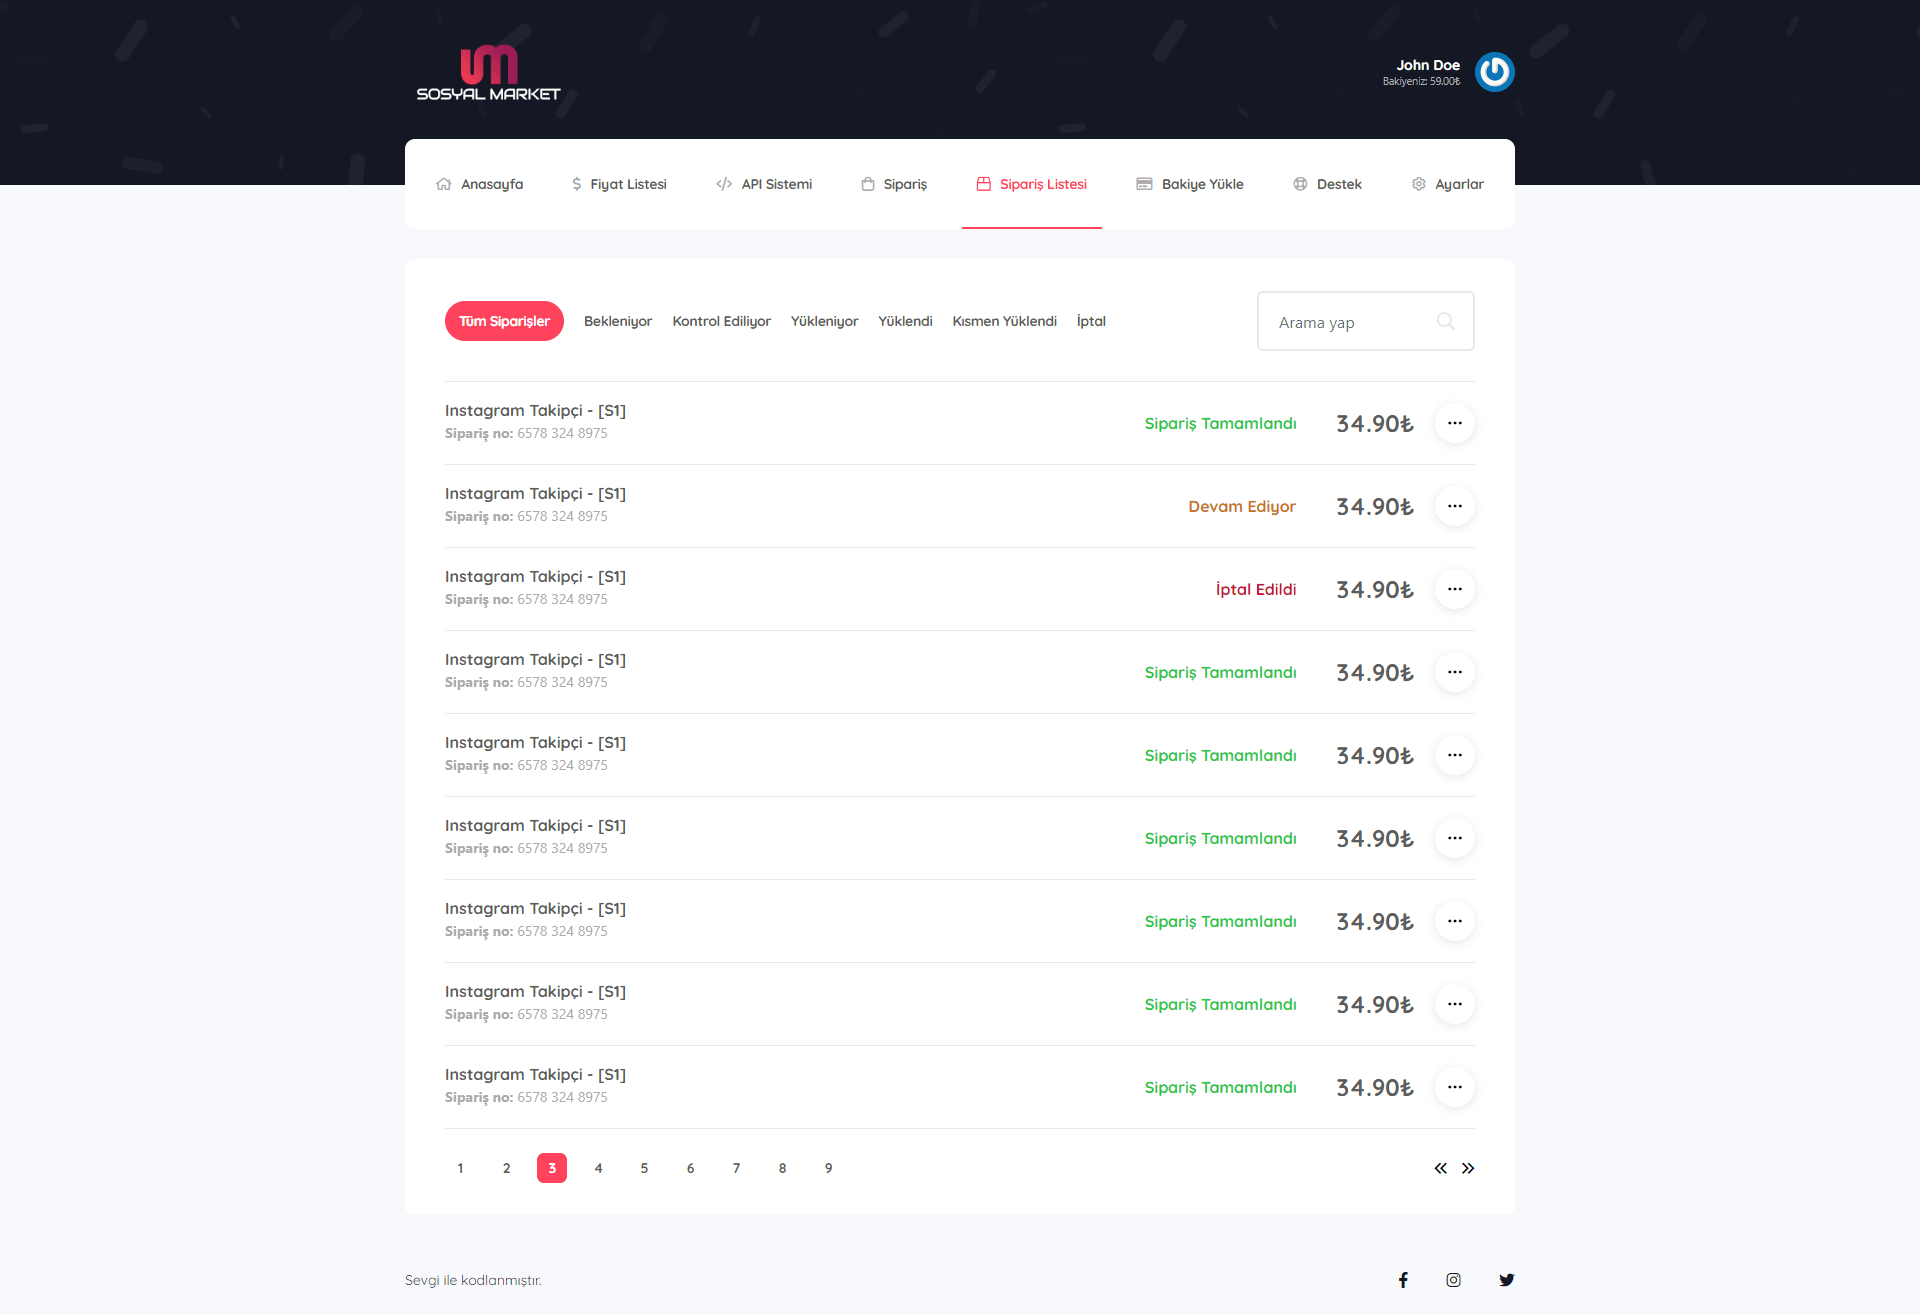 SOSYAL MARKET
John Doe
Bakiyeniz: 59.00₺
Anasayfa
$ Fiyat Listesi
</> API Sistemi
Sipariş
Sipariş Listesi
Bakiye Yükle
Destek
Ayarlar
Tüm Siparişler
Bekleniyor
Kontrol Ediliyor
Yükleniyor
Yüklendi
Kısmen Yüklendi
İptal
Arama yap
Instagram Takipçi - [S1]
Sipariş no: 6578 324 8975
Sipariş Tamamlandı
34.90₺
Instagram Takipçi - [S1]
Sipariş no: 6578 324 8975
Devam Ediyor
34.90₺
Instagram Takipçi - [S1]
Sipariş no: 6578 324 8975
İptal Edildi
34.90₺
Instagram Takipçi - [S1]
Sipariş no: 6578 324 8975
Sipariş Tamamlandı
34.90₺
Instagram Takipçi - [S1]
Sipariş no: 6578 324 8975
Sipariş Tamamlandı
34.90₺
Instagram Takipçi - [S1]
Sipariş no: 6578 324 8975
Sipariş Tamamlandı
34.90₺
Instagram Takipçi - [S1]
Sipariş no: 6578 324 8975
Sipariş Tamamlandı
34.90₺
Instagram Takipçi - [S1]
Sipariş no: 6578 324 8975
Sipariş Tamamlandı
34.90₺
Instagram Takipçi - [S1]
Sipariş no: 6578 324 8975
Sipariş Tamamlandı
34.90₺
1 2 3 4 5 6 7 8 9
Sevgi ile kodlanmıştır.